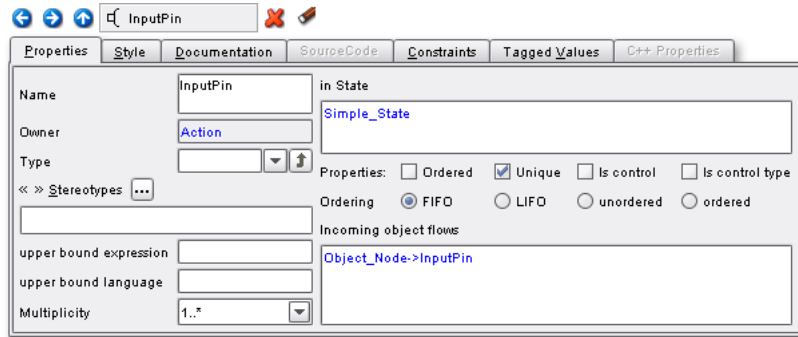 InputPin
Properties Style Documentation SourceCode Constraints Tagged Values C++ Properties
Name InputPin
Owner Action
Type
« » Stereotypes ...
upper bound expression
upper bound language
Multiplicity 1..*
in State
Simple_State
Properties: Ordered Unique Is control Is control type
Ordering FIFO LIFO unordered ordered
Incoming object flows
Object_Node->InputPin